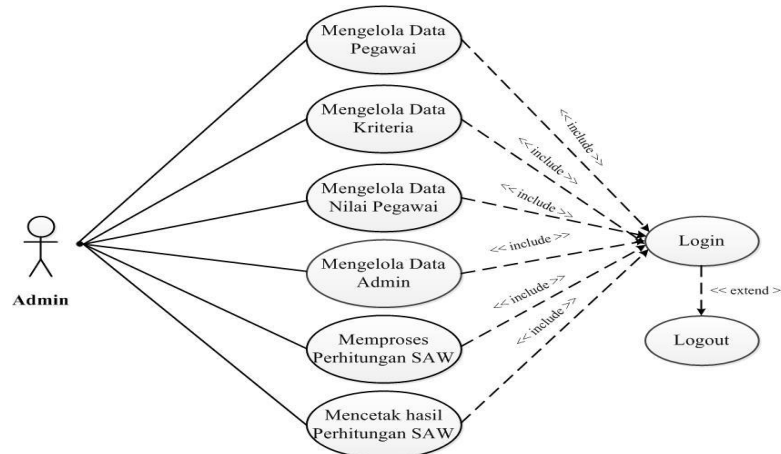 Mengelola Data
Pegawai
<< include >>
Mengelola Data
Kriteria
<< include >>
Mengelola Data
Nilai Pegawai
<< include >>
Admin
Mengelola Data
Admin
<< include >>
Login
<< extend >
Memproses
Perhitungan SAW
<< include >>
Logout
Mencetak hasil
Perhitungan SAW
<< include >>